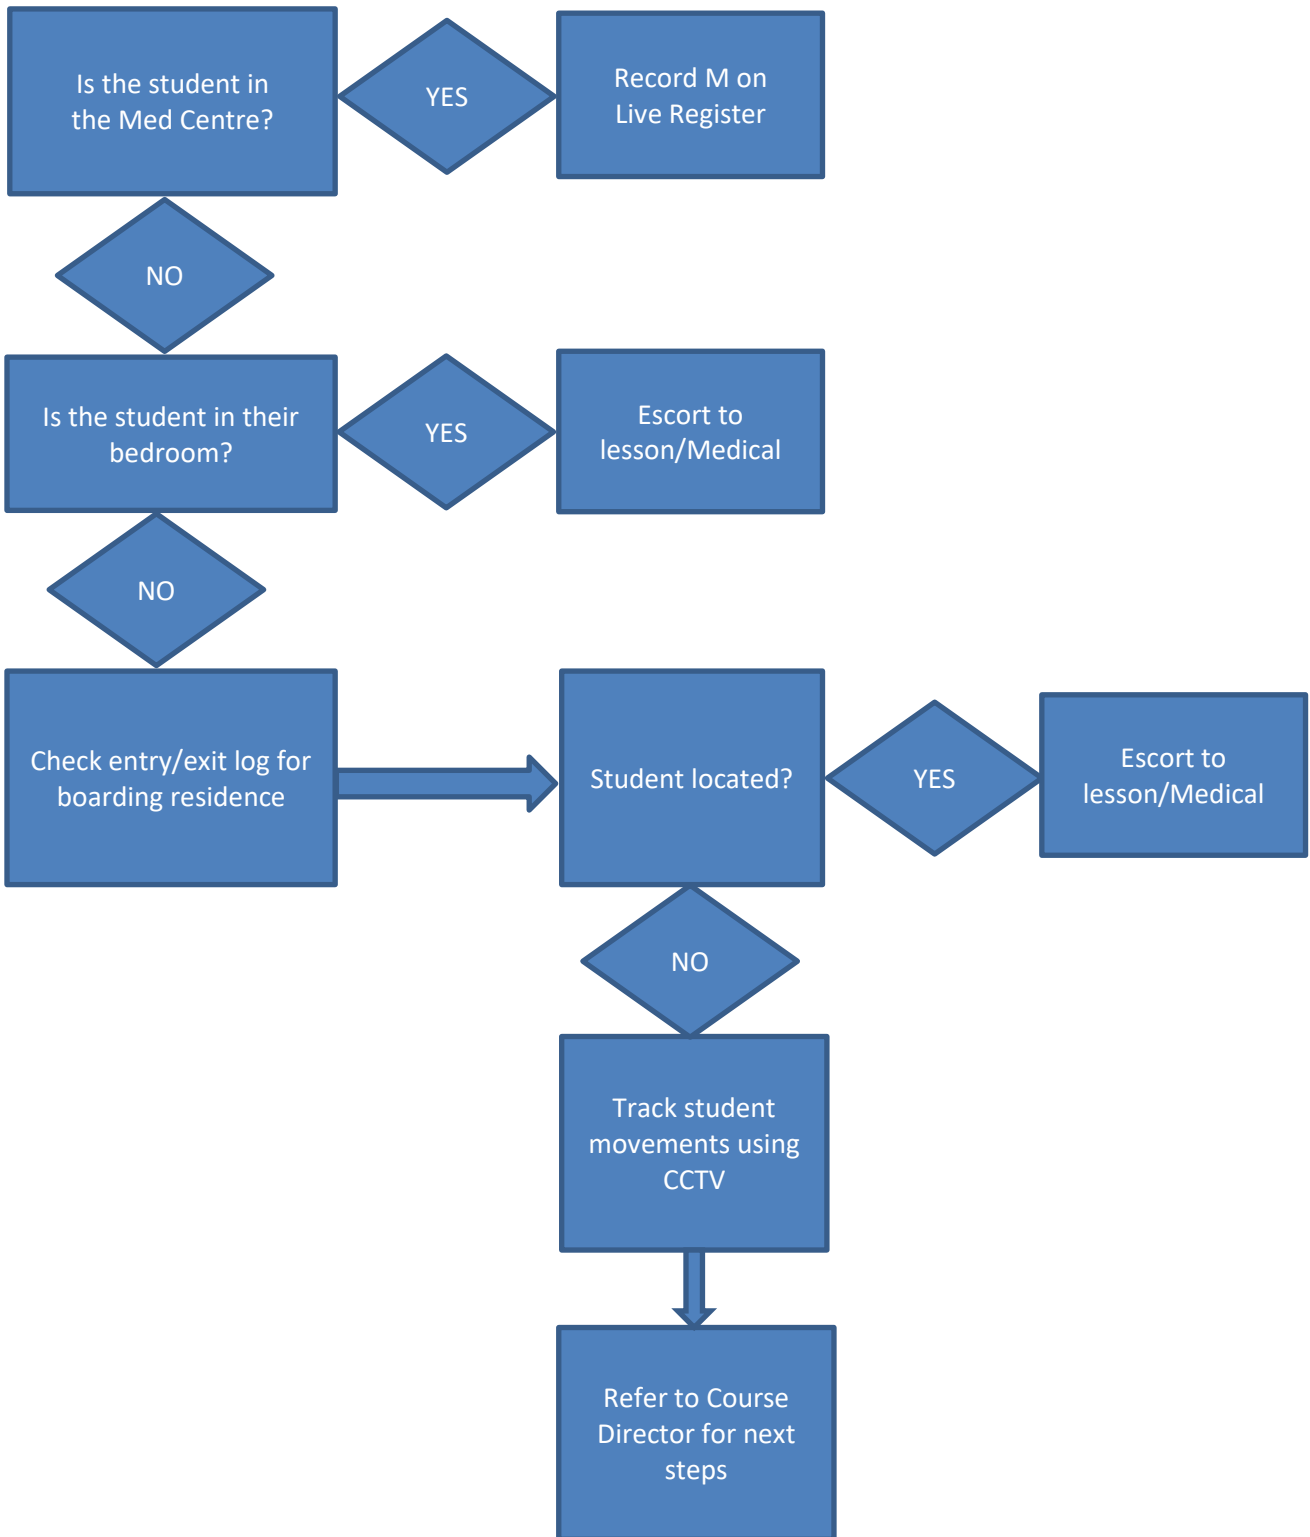 Is the student in
the Med Centre?
YES
Record M on
Live Register
NO
Is the student in their
bedroom?
YES
Escort to
lesson/Medical
NO
Check entry/exit log for
boarding residence
Student located?
YES
Escort to
lesson/Medical
NO
Track student
movements using
CCTV
Refer to Course
Director for next
steps